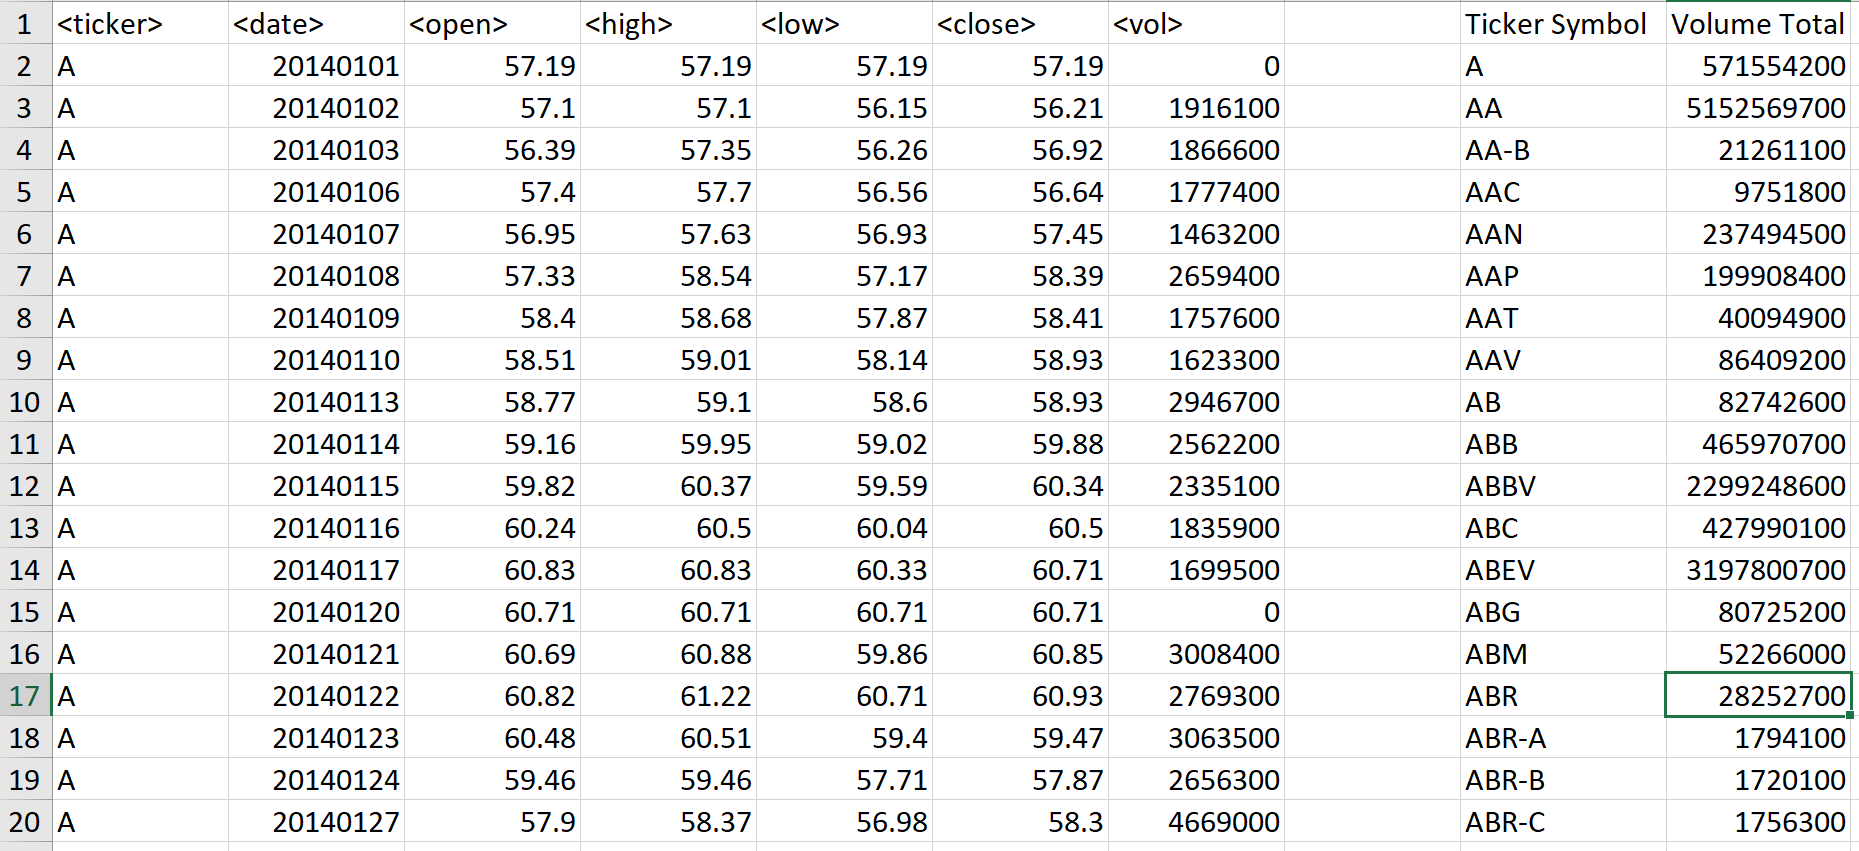 1 <ticker> <date> <open> <high> <low> <close> <vol> Ticker Symbol Volume Total
2 A 20140101 57.19 57.19 57.19 57.19 0 A 571554200
3 A 20140102 57.1 57.1 56.15 56.21 1916100 AA 5152569700
4 A 20140103 56.39 57.35 56.26 56.92 1866600 AA-B 21261100
5 A 20140106 57.4 57.7 56.56 56.64 1777400 AAC 9751800
6 A 20140107 56.95 57.63 56.93 57.45 1463200 AAN 237494500
7 A 20140108 57.33 58.54 57.17 58.39 2659400 AAP 199908400
8 A 20140109 58.4 58.68 57.87 58.41 1757600 AAT 40094900
9 A 20140110 58.51 59.01 58.14 58.93 1623300 AAV 86409200
10 A 20140113 58.77 59.1 58.6 58.93 2946700 AB 82742600
11 A 20140114 59.16 59.95 59.02 59.88 2562200 ABB 465970700
12 A 20140115 59.82 60.37 59.59 60.34 2335100 ABBV 2299248600
13 A 20140116 60.24 60.5 60.04 60.5 1835900 ABC 427990100
14 A 20140117 60.83 60.83 60.33 60.71 1699500 ABEV 3197800700
15 A 20140120 60.71 60.71 60.71 60.71 0 ABG 80725200
16 A 20140121 60.69 60.88 59.86 60.85 3008400 ABM 52266000
17 A 20140122 60.82 61.22 60.71 60.93 2769300 ABR 28252700
18 A 20140123 60.48 60.51 59.4 59.47 3063500 ABR-A 1794100
19 A 20140124 59.46 59.46 57.71 57.87 2656300 ABR-B 1720100
20 A 20140127 57.9 58.37 56.98 58.3 4669000 ABR-C 1756300